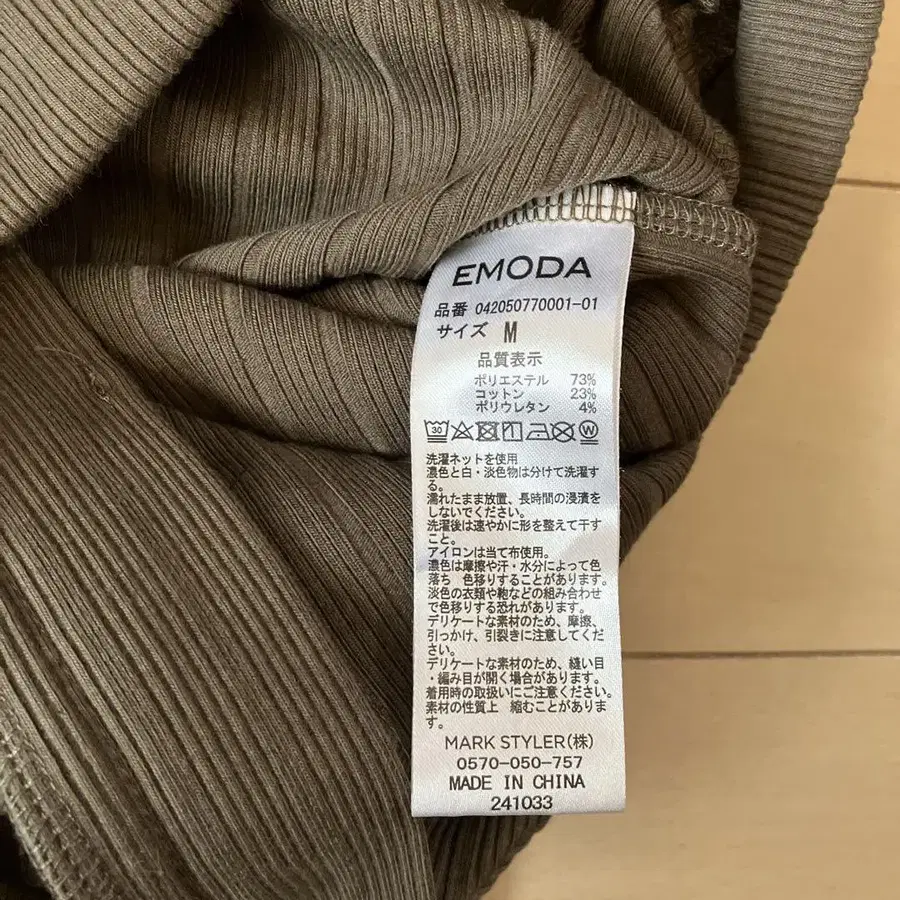 EMODA
品番 042050770001-01
サイズ M
品質表示
ポリエステル 73%
コットン 23%
ポリウレタン 4%
30 W
洗濯ネットを使用
濃色と白・淡色物は分けて洗濯す
る。
濡れたまま放置、長時間の浸漬を
しないでください。
洗濯後は速やかに形を整えて干す
こと。
アイロンは当て布使用。
濃色は摩擦や汗・水分によって色
落ち 色移りすることがあります。
淡色の衣類や鞄などの組み合わせ
で色移りする恐れがあります。
デリケートな素材のため、摩擦、
引っかけ、引裂きに注意してくだ
さい。
デリケートな素材のため、縫い目
・編み目が開く場合があります。
着用時の取扱いにご注意ください。
素材の性質上 縮むことがありま
す。
MARK STYLER(株)
0570-050-757
MADE IN CHINA
241033